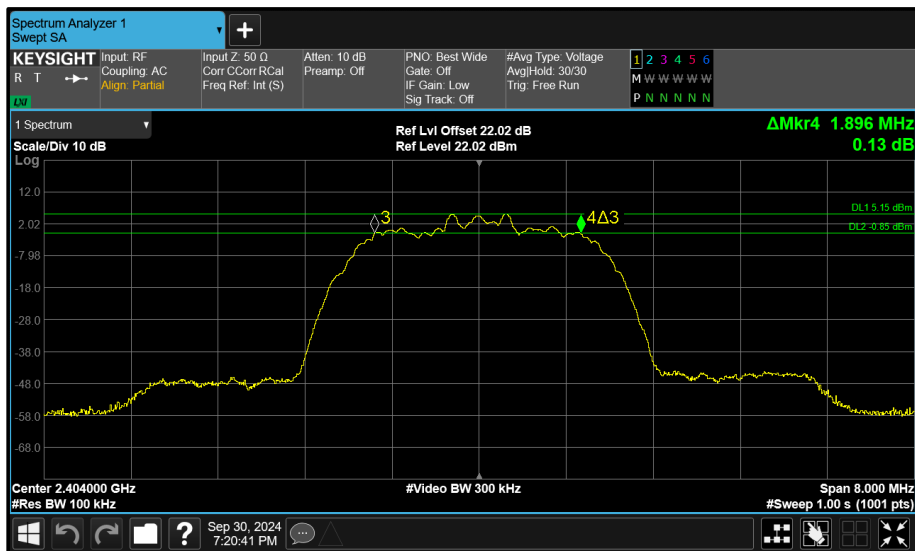 Spectrum Analyzer 1
Swept SA
KEYSIGHT
R T
LXI
Input: RF
Coupling: AC
Align: Partial
Input Z: 50 Ω
Corr CCorr RCal
Freq Ref: Int (S)
Atten: 10 dB
Preamp: Off
PNO: Best Wide
Gate: Off
IF Gain: Low
Sig Track: Off
#Avg Type: Voltage
Avg|Hold: 30/30
Trig: Free Run
1 2 3 4 5 6
M W W W W W
P N N N N N
1 Spectrum
Scale/Div 10 dB
Ref Lvl Offset 22.02 dB
Ref Level 22.02 dBm
ΔMkr4 1.896 MHz
0.13 dB
Log
12.0
2.02
-7.98
-18.0
-28.0
-38.0
-48.0
-58.0
-68.0
3
4Δ3
DL1 5.15 dBm
DL2 -0.85 dBm
Center 2.404000 GHz
#Video BW 300 kHz
Span 8.000 MHz
#Res BW 100 kHz
#Sweep 1.00 s (1001 pts)
?
Sep 30, 2024
7:20:41 PM